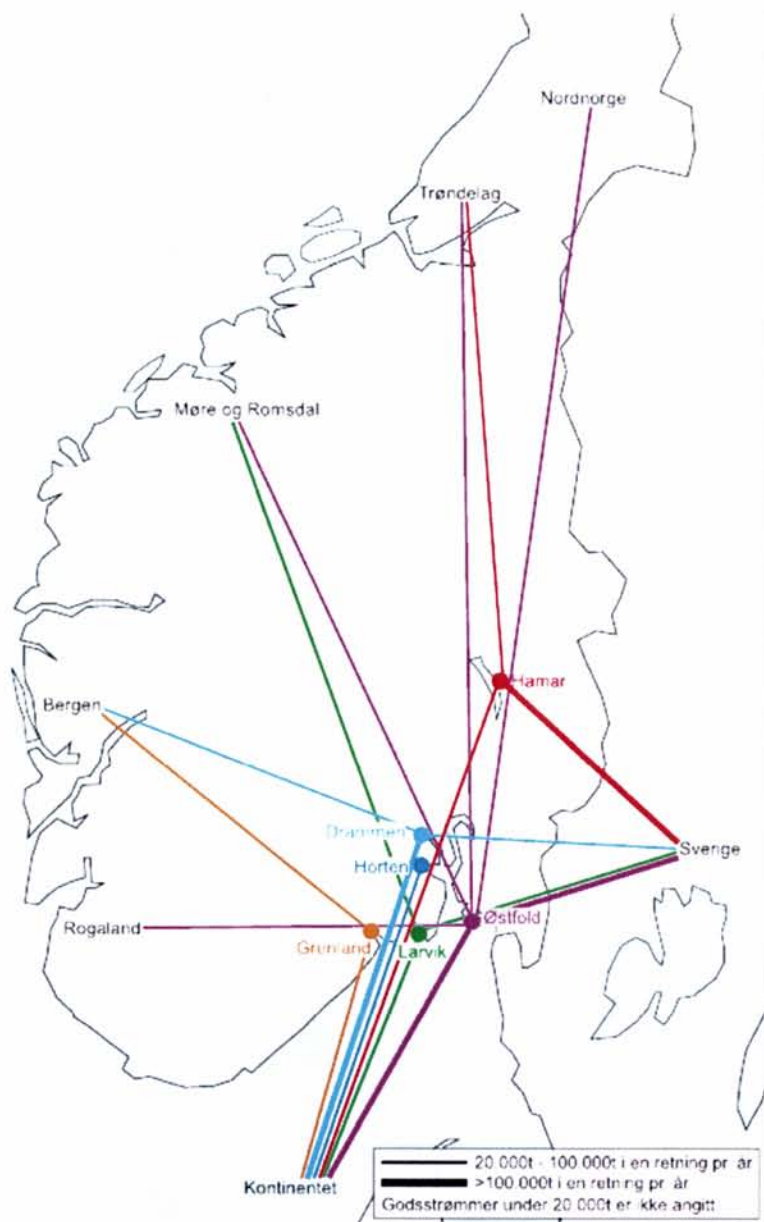 Nordnorge
Trøndelag
Møre og Romsdal
Hamar
Bergen
Drammen
Sverige
Horten
Østfold
Rogaland
Grenland
Larvik
20 000t - 100 000t i en retning pr. år
Kontinentet
>100 000t i en retning pr. år
Godsstrømmer under 20 000t er ikke angitt